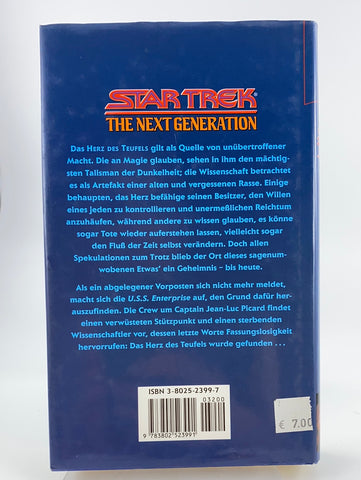 STAR TREK®
THE NEXT GENERATION
DAS HERZ DES TEUFELS gilt als Quelle von unübertroffener
Macht. Die an Magie glauben, sehen in ihm den mächtigs-
ten Talisman der Dunkelheit; die Wissenschaft betrachtet
es als Artefakt einer alten und vergessenen Rasse. Einige
behaupten, das Herz befähige seinen Besitzer, den Willen
eines jeden zu kontrollieren und unermeßlichen Reichtum
anzuhäufen, während andere zu wissen glauben, es könne
sogar Tote wieder auferstehen lassen, vielleicht sogar
den Fluß der Zeit selbst verändern. Doch allen
Spekulationen zum Trotz blieb der Ort dieses sagenum-
wobenen Etwas' ein Geheimnis – bis heute.
Als ein abgelegener Vorposten sich nicht mehr meldet,
macht sich die U.S.S. Enterprise auf, den Grund dafür her-
auszufinden. Die Crew um Captain Jean-Luc Picard findet
einen verwüsteten Stützpunkt und einen sterbenden
Wissenschaftler vor, dessen letzte Worte Fassungslosigkeit
hervorrufen: Das Herz des Teufels wurde gefunden . . .
ISBN 3-8025-2399-7
03200
9 783802 523991
€ 7.00